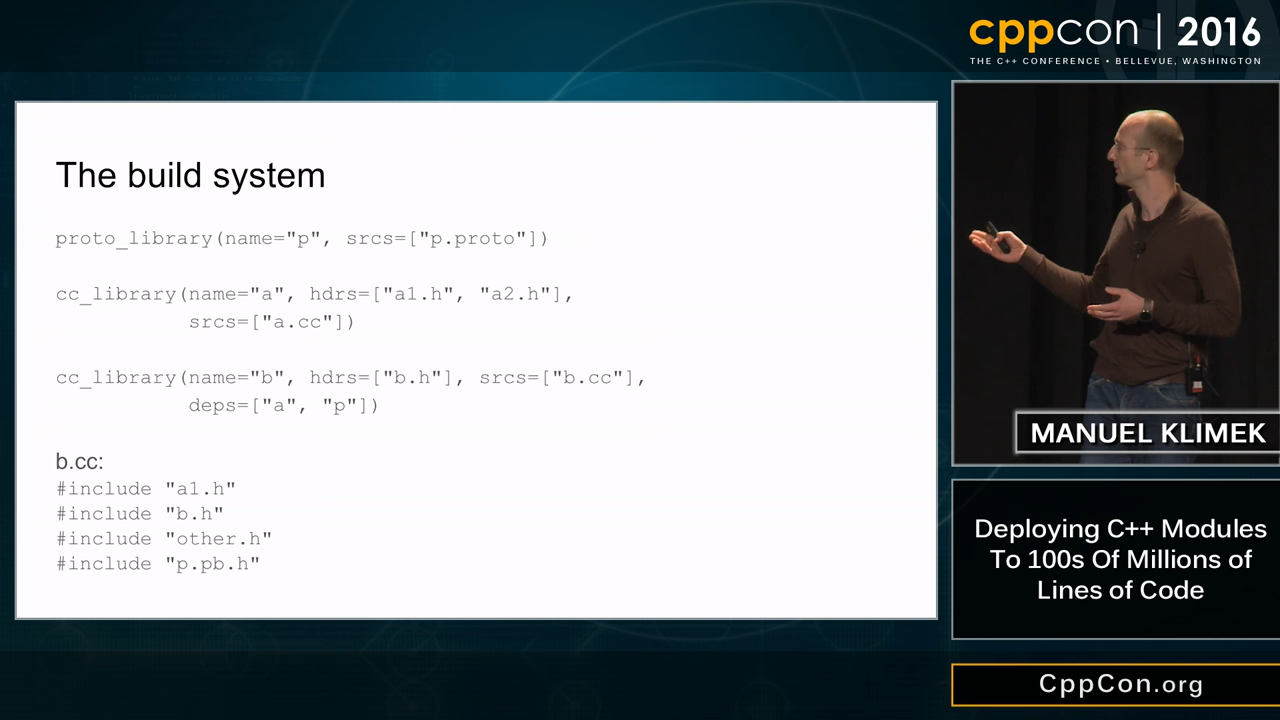 cppcon | 2016
THE C++ CONFERENCE • BELLEVUE, WASHINGTON
The build system
proto_library(name="p", srcs=["p.proto"])
cc_library(name="a", hdrs=["a1.h", "a2.h"],
srcs=["a.cc"])
cc_library(name="b", hdrs=["b.h"], srcs=["b.cc"],
deps=["a", "p"])
b.cc:
#include "a1.h"
#include "b.h"
#include "other.h"
#include "p.pb.h"
MANUEL KLIMEK
Deploying C++ Modules
To 100s Of Millions of
Lines of Code
CppCon.org